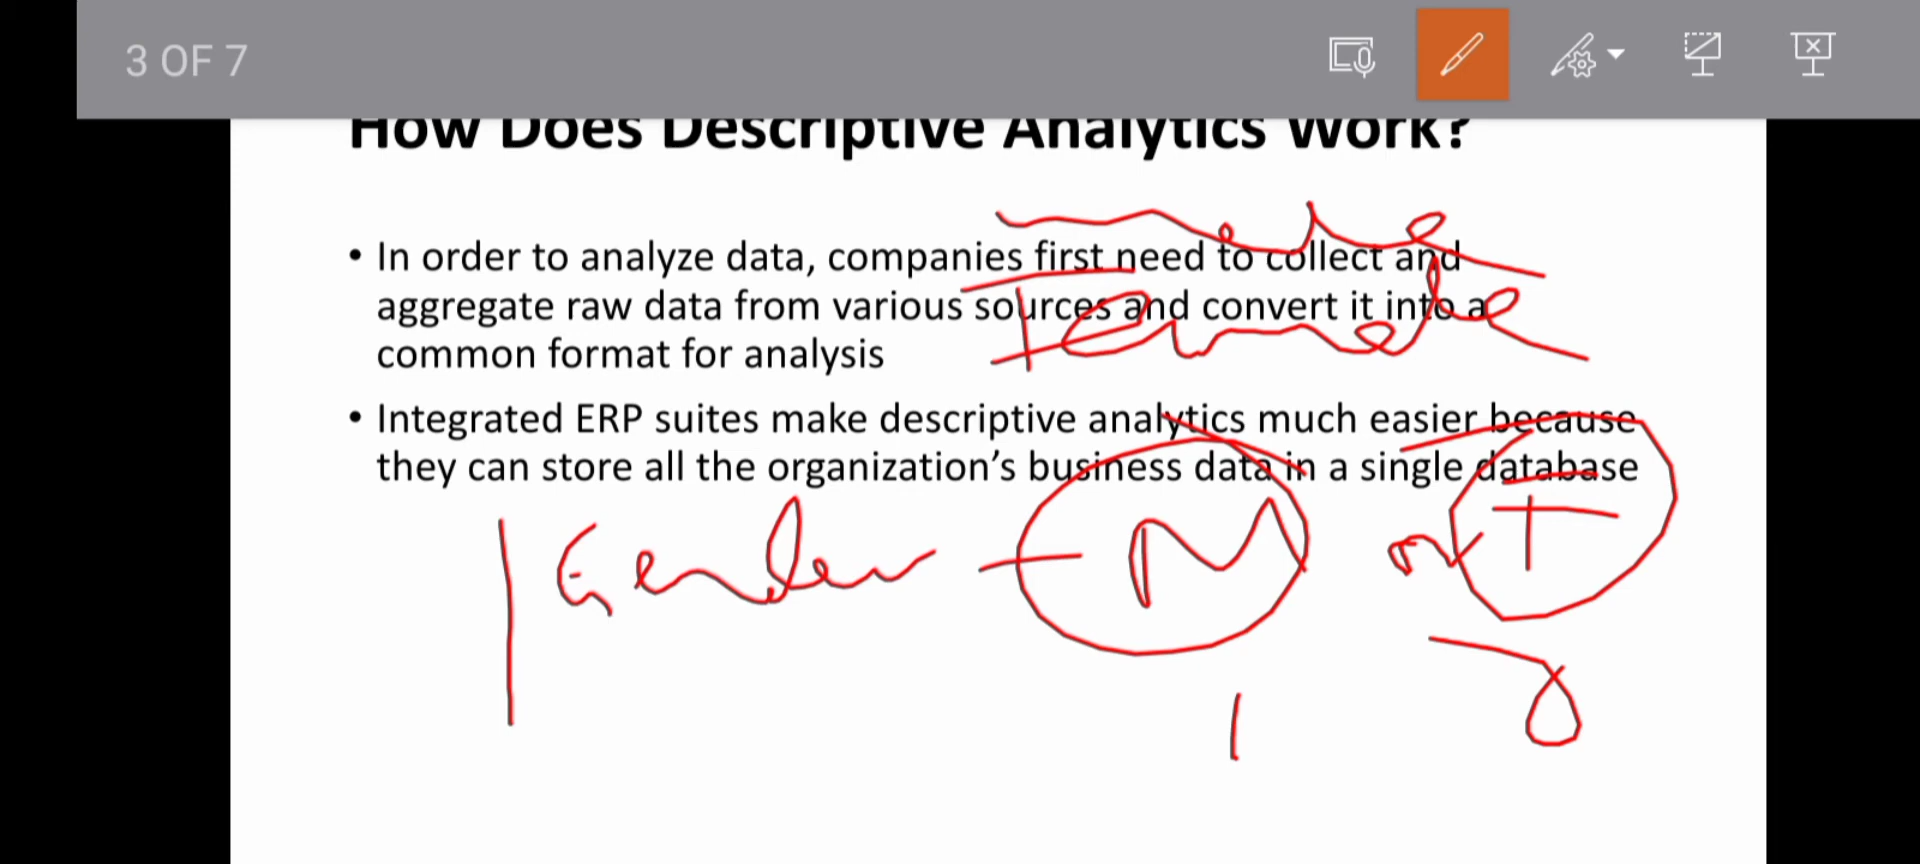 3 OF 7
How Does Descriptive Analytics Work?
male
• In order to analyze data, companies first need to collect and
aggregate raw data from various sources and convert it into a
Female
common format for analysis
• Integrated ERP suites make descriptive analytics much easier because
they can store all the organization's business data in a single database
Gender - M or F
1 0